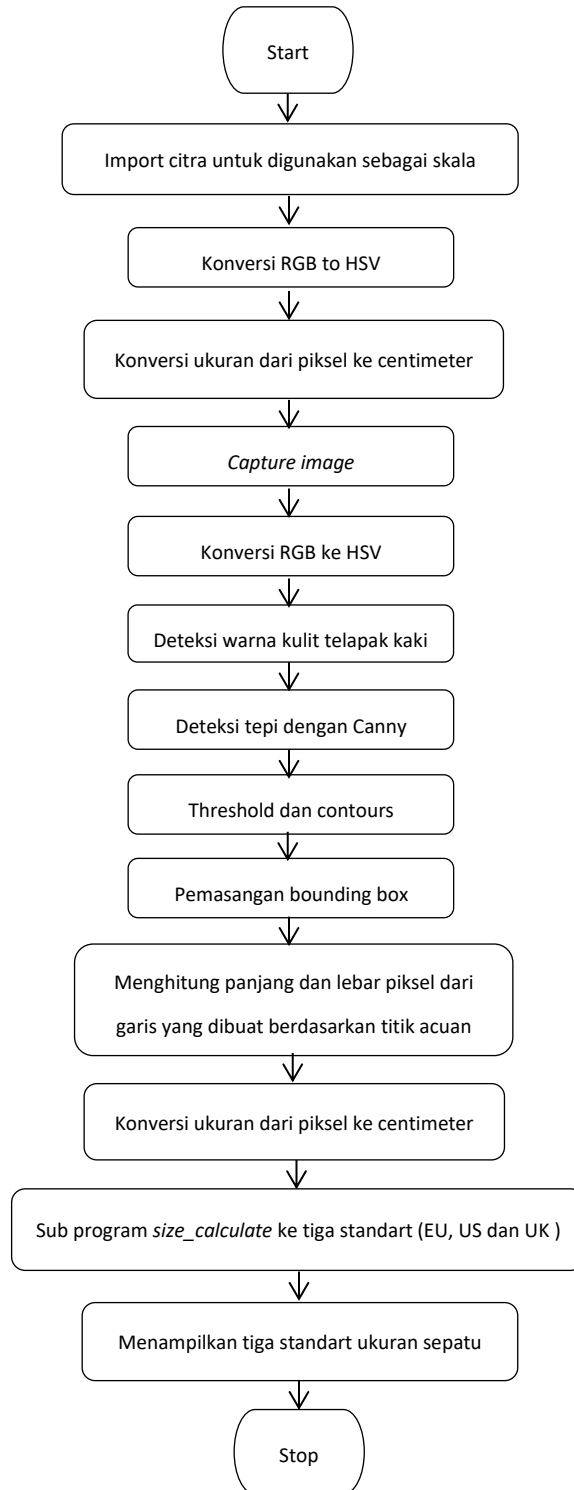 Start
Import citra untuk digunakan sebagai skala
Konversi RGB to HSV
Konversi ukuran dari piksel ke centimeter
Capture image
Konversi RGB ke HSV
Deteksi warna kulit telapak kaki
Deteksi tepi dengan Canny
Threshold dan contours
Pemasangan bounding box
Menghitung panjang dan lebar piksel dari
garis yang dibuat berdasarkan titik acuan
Konversi ukuran dari piksel ke centimeter
Sub program size_calculate ke tiga standart (EU, US dan UK )
Menampilkan tiga standart ukuran sepatu
Stop